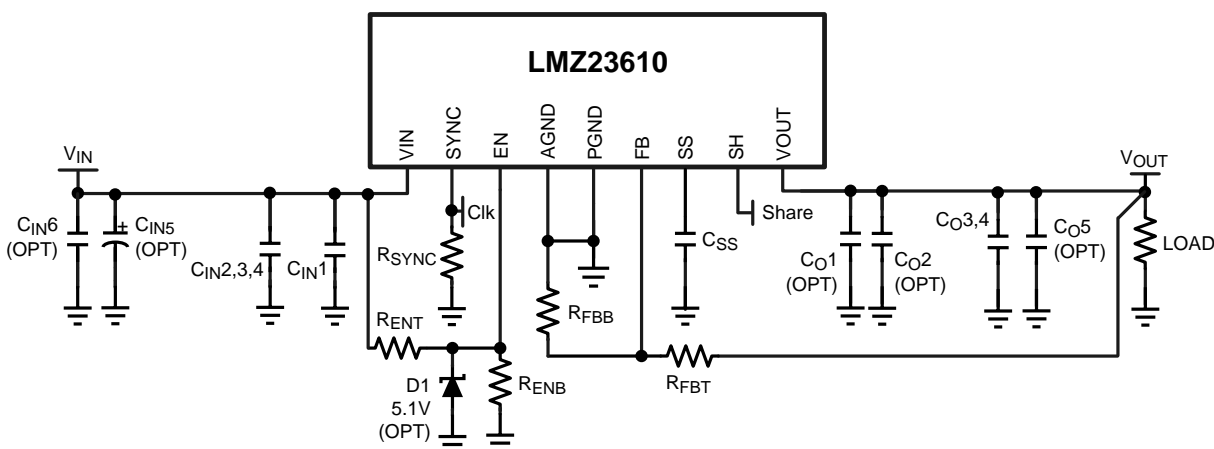 LMZ23610
VIN
SYNC
EN
AGND
PGND
FB
SS
SH
VOUT
VIN
CIN6
(OPT)
+
CIN5
(OPT)
CIN2,3,4
CIN1
Clk
RSYNC
RENT
D1
5.1V
(OPT)
RENB
RFBB
RFBT
CSS
Share
CO1
(OPT)
CO2
(OPT)
CO3,4
CO5
(OPT)
VOUT
LOAD